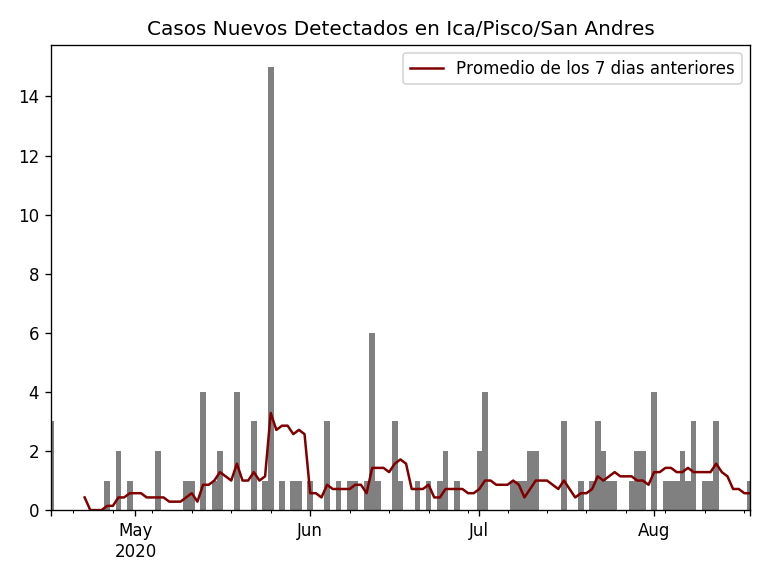 Casos Nuevos Detectados en Ica/Pisco/San Andres
Promedio de los 7 dias anteriores
14
12
10
8
6
4
2
0
May
2020
Jun
Jul
Aug